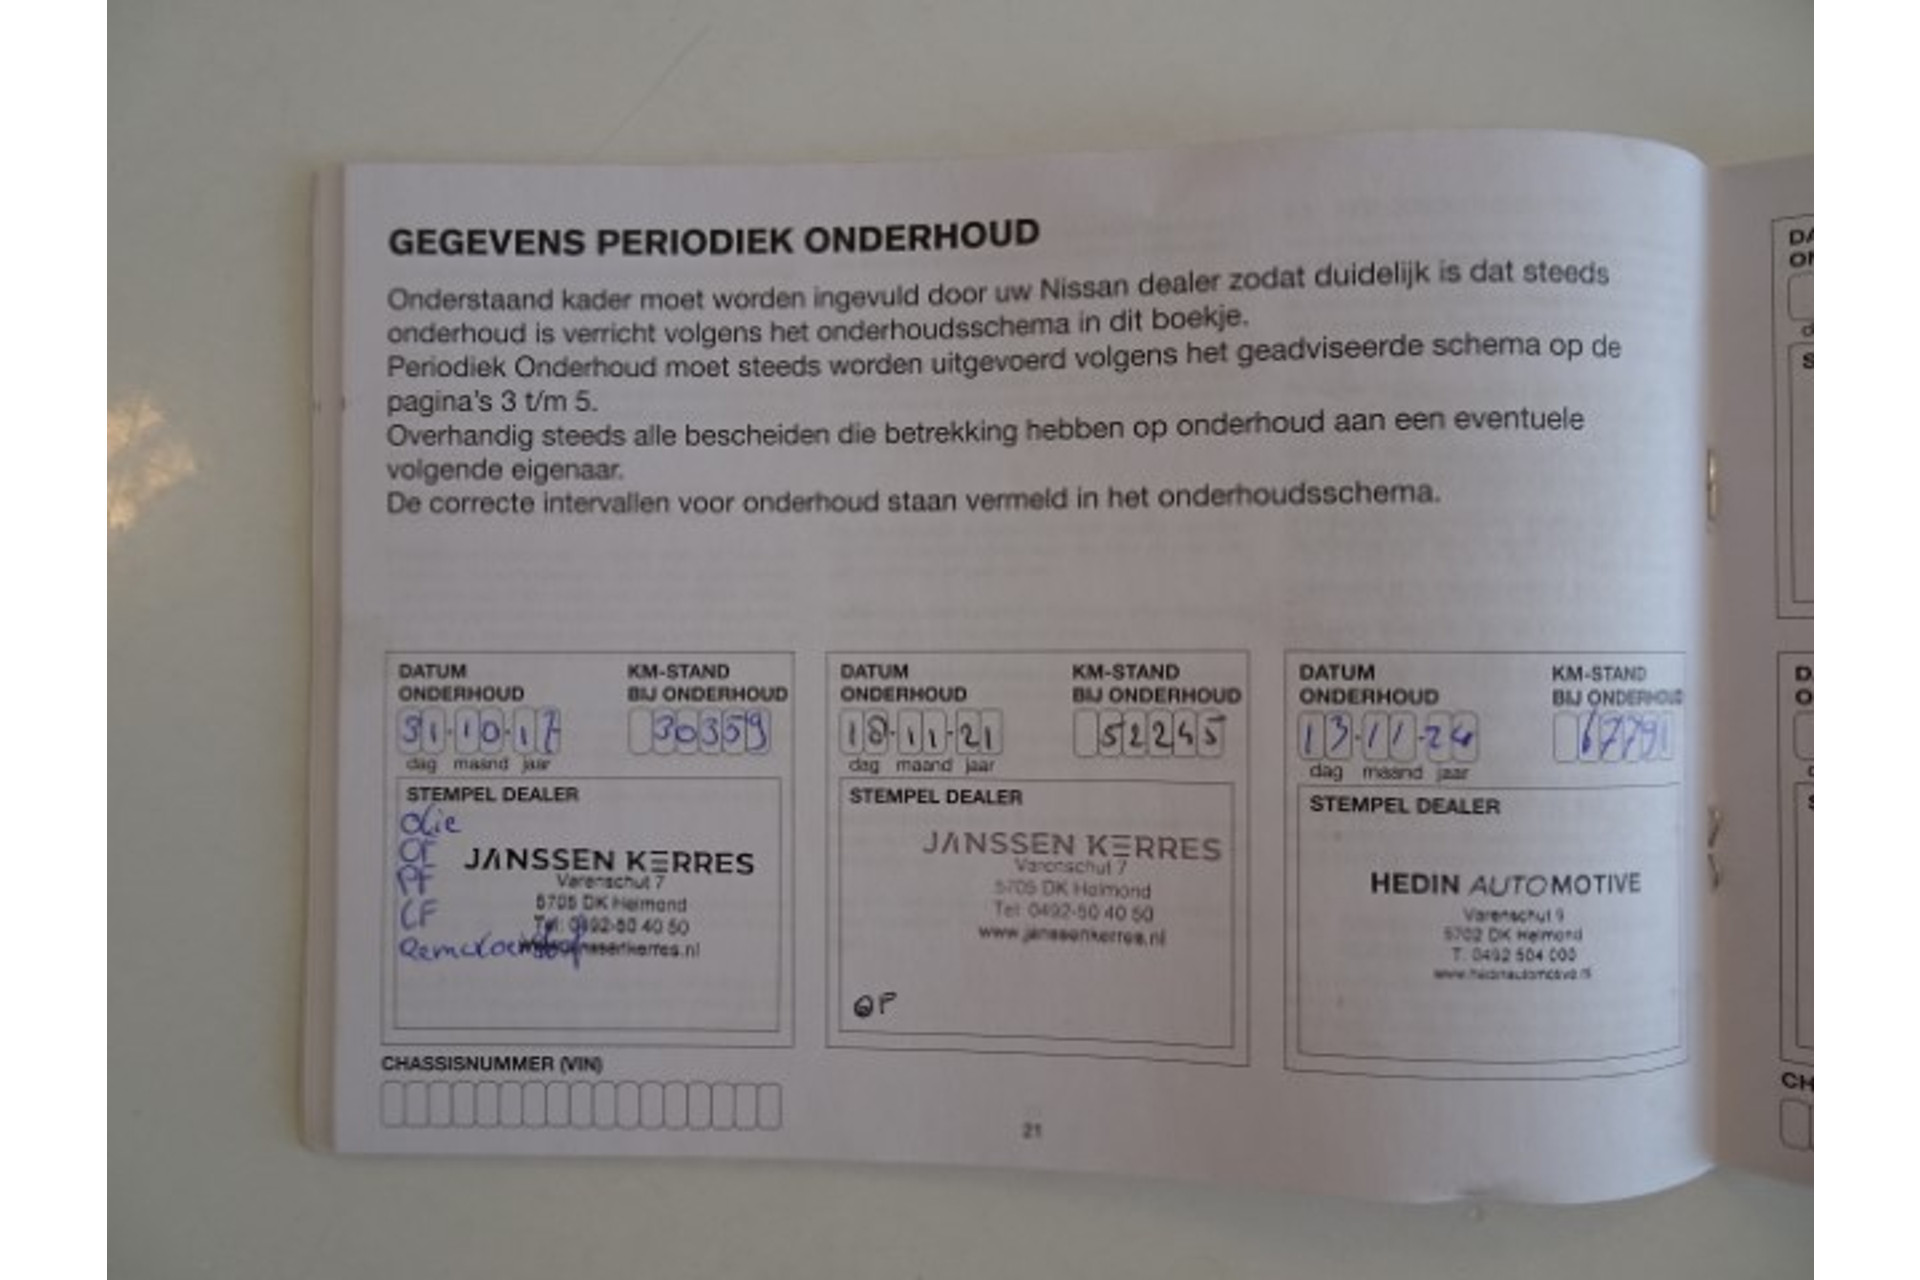 GEGEVENS PERIODIEK ONDERHOUD
Onderstaand kader moet worden ingevuld door uw Nissan dealer zodat duidelijk is dat steeds
onderhoud is verricht volgens het onderhoudsschema in dit boekje.
Periodiek Onderhoud moet steeds worden uitgevoerd volgens het geadviseerde schema op de
pagina's 3 t/m 5.
Overhandig steeds alle bescheiden die betrekking hebben op onderhoud aan een eventuele
volgende eigenaar.
De correcte intervallen voor onderhoud staan vermeld in het onderhoudsschema.
DATUM
ONDERHOUD
KM-STAND
BIJ ONDERHOUD
31-10-17
30359
dag maand jaar
STEMPEL DEALER
Olie
OF
PF
CF
Remvloeistof
JANSSEN KERRES
Varenschut 7
5705 DK Helmond
Tel: 0492-50 40 50
www.janssenkerres.nl
CHASSISNUMMER (VIN)
DATUM
ONDERHOUD
KM-STAND
BIJ ONDERHOUD
18-11-21
52245
dag maand jaar
STEMPEL DEALER
JANSSEN KERRES
Varenschut 7
5705 DK Helmond
Tel: 0492-50 40 50
www.janssenkerres.nl
OF
DATUM
ONDERHOUD
KM-STAND
BIJ ONDERHOUD
13-11-24
67791
dag maand jaar
STEMPEL DEALER
HEDIN AUTOMOTIVE
Varenschut 9
5702 DK Helmond
T. 0492 504 000
www.hedinautomotive.nl
21